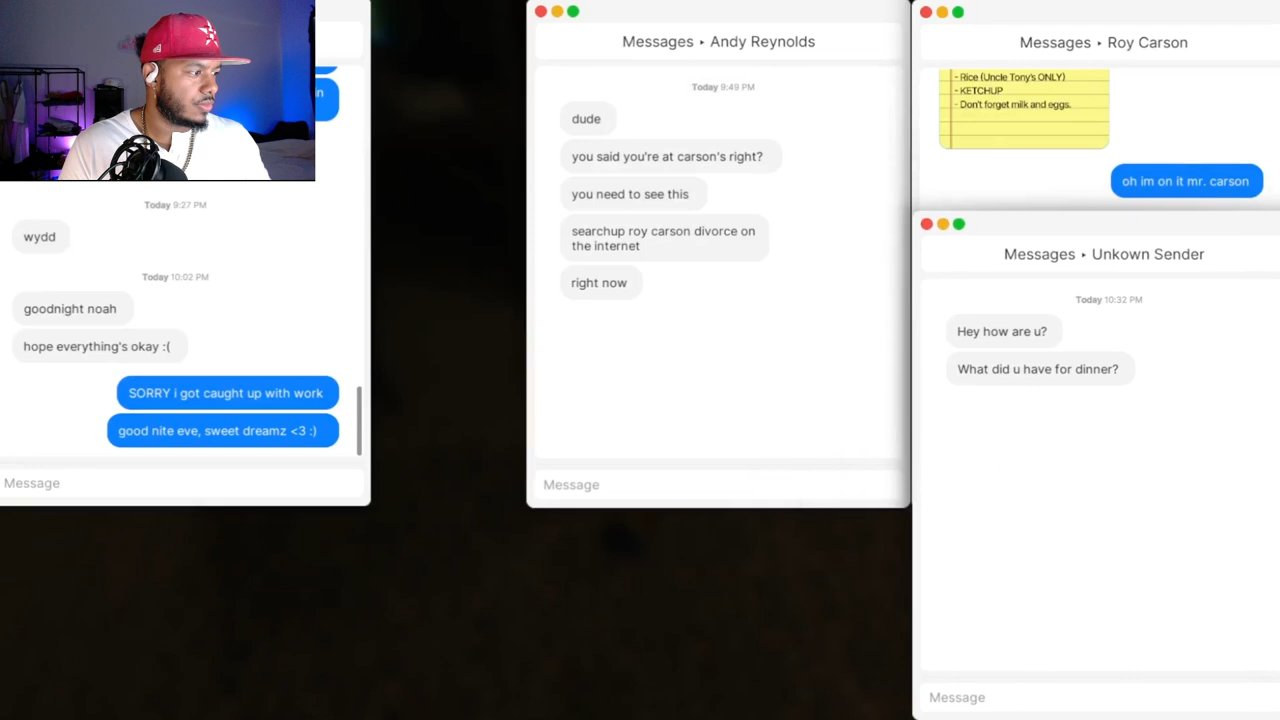 n
Today 9:27 PM
wydd
Today 10:02 PM
goodnight noah
hope everything's okay :(
SORRY i got caught up with work
good nite eve, sweet dreamz <3 :)
Message
Messages ▸ Andy Reynolds
Today 9:49 PM
dude
you said you're at carson's right?
you need to see this
searchup roy carson divorce on
the internet
right now
Message
Messages ▸ Roy Carson
- Rice (Uncle Tony's ONLY)
- KETCHUP
- Don't forget milk and eggs.
oh im on it mr. carson
Messages ▸ Unkown Sender
Today 10:32 PM
Hey how are u?
What did u have for dinner?
Message